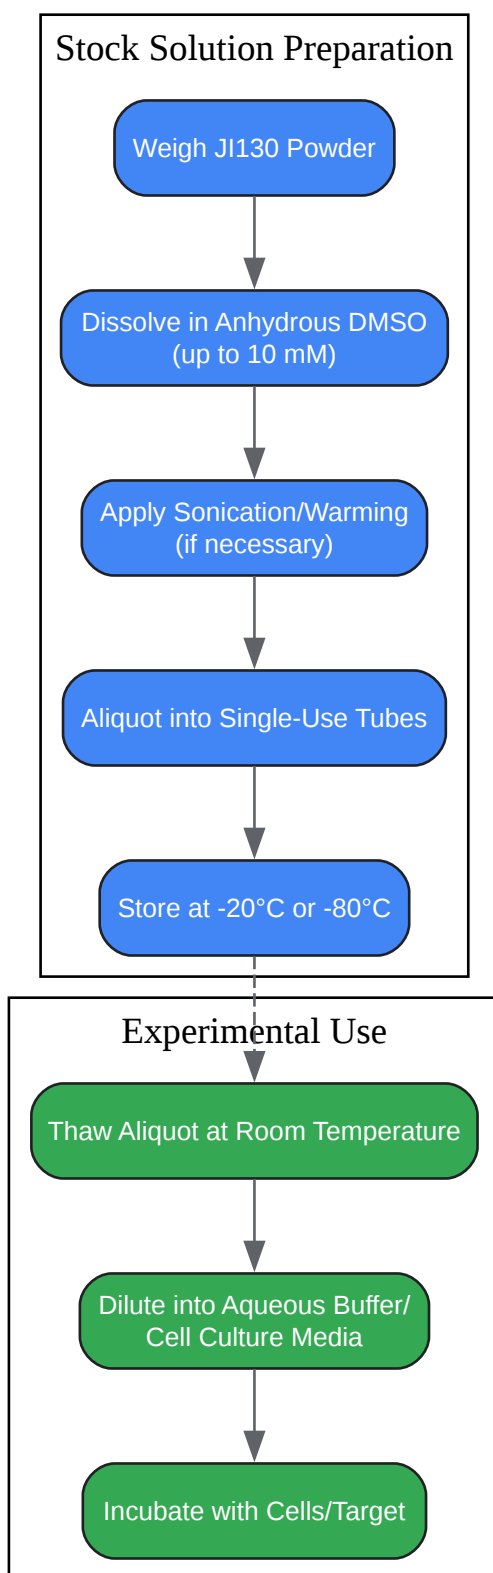 Stock Solution Preparation
Weigh JI130 Powder
Dissolve in Anhydrous DMSO
(up to 10 mM)
Apply Sonication/Warming
(if necessary)
Aliquot into Single-Use Tubes
Store at -20°C or -80°C
Experimental Use
Thaw Aliquot at Room Temperature
Dilute into Aqueous Buffer/
Cell Culture Media
Incubate with Cells/Target